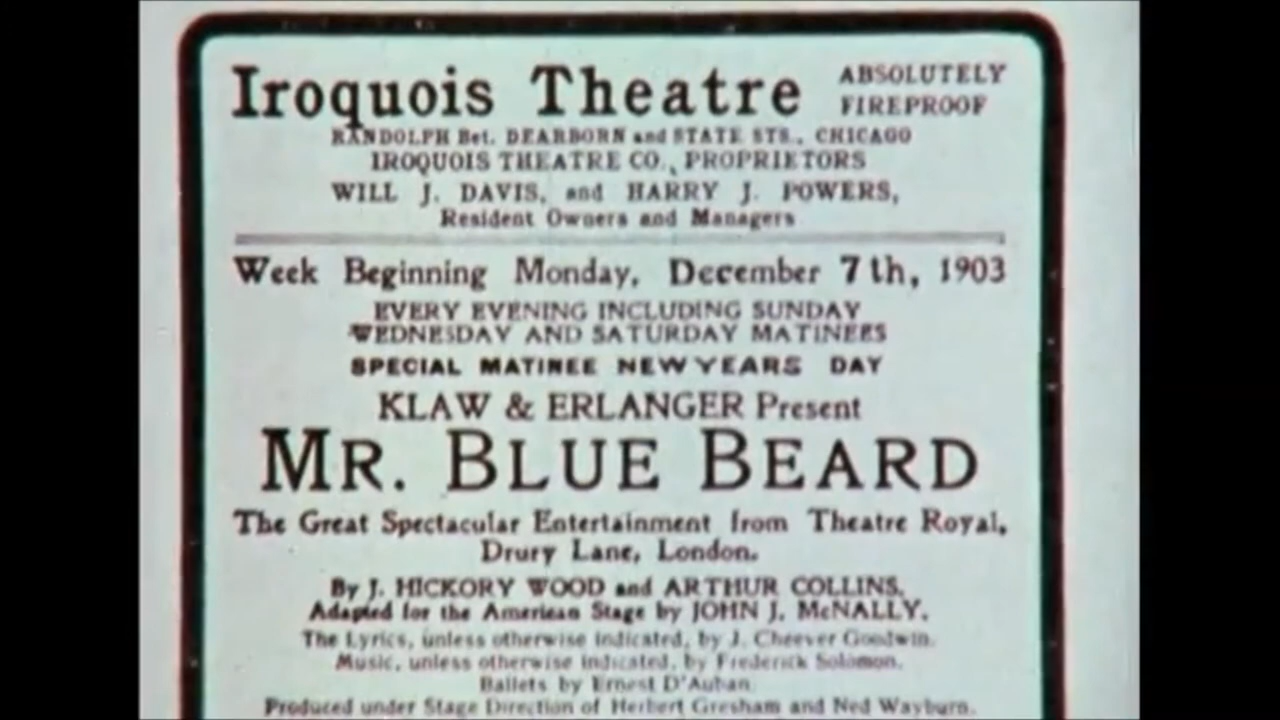 Iroquois Theatre ABSOLUTELY FIREPROOF
RANDOLPH Bet. DEARBORN and STATE STS., CHICAGO
IROQUOIS THEATRE CO., PROPRIETORS
WILL J. DAVIS, and HARRY J. POWERS,
Resident Owners and Managers
Week Beginning Monday, December 7th, 1903
EVERY EVENING INCLUDING SUNDAY
WEDNESDAY AND SATURDAY MATINEES
SPECIAL MATINEE NEW YEARS DAY
KLAW & ERLANGER Present
MR. BLUE BEARD
The Great Spectacular Entertainment from Theatre Royal,
Drury Lane, London.
By J. HICKORY WOOD and ARTHUR COLLINS.
Adapted for the American Stage by JOHN J. McNALLY.
The Lyrics, unless otherwise indicated, by J. Cheever Goodwin.
Music, unless otherwise indicated, by Frederick Solomon.
Ballets by Ernest D'Auban
Produced under Stage Direction of Herbert Gresham and Ned Wayburn.